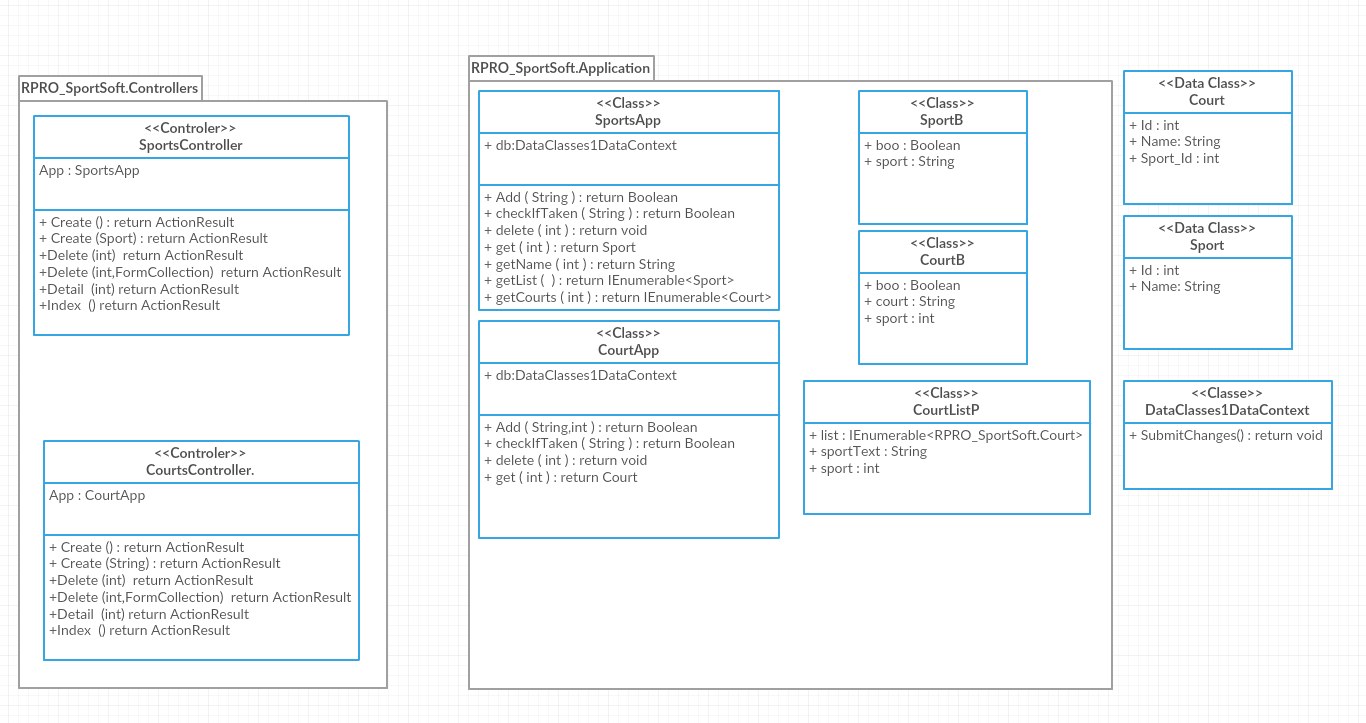 RPRO_SportSoft.Controllers
<<Controler>>
SportsController
App : SportsApp
+ Create () : return ActionResult
+ Create (Sport) : return ActionResult
+Delete (int)  return ActionResult
+Delete (int,FormCollection)  return ActionResult
+Detail  (int) return ActionResult
+Index  () return ActionResult
<<Controler>>
CourtsController.
App : CourtApp
+ Create () : return ActionResult
+ Create (String) : return ActionResult
+Delete (int)  return ActionResult
+Delete (int,FormCollection)  return ActionResult
+Detail  (int) return ActionResult
+Index  () return ActionResult
RPRO_SportSoft.Application
<<Class>>
SportsApp
+ db:DataClasses1DataContext
+ Add ( String ) : return Boolean
+ checkIfTaken ( String ) : return Boolean
+ delete ( int ) : return void
+ get ( int ) : return Sport
+ getName ( int ) : return String
+ getList (  ) : return IEnumerable<Sport>
+ getCourts ( int ) : return IEnumerable<Court>
<<Class>>
CourtApp
+ db:DataClasses1DataContext
+ Add ( String,int ) : return Boolean
+ checkIfTaken ( String ) : return Boolean
+ delete ( int ) : return void
+ get ( int ) : return Court
<<Class>>
SportB
+ boo : Boolean
+ sport : String
<<Class>>
CourtB
+ boo : Boolean
+ court : String
+ sport : int
<<Class>>
CourtListP
+ list : IEnumerable<RPRO_SportSoft.Court>
+ sportText : String
+ sport : int
<<Data Class>>
Court
+ Id : int
+ Name: String
+ Sport_Id : int
<<Data Class>>
Sport
+ Id : int
+ Name: String
<<Classe>>
DataClasses1DataContext
+ SubmitChanges() : return void